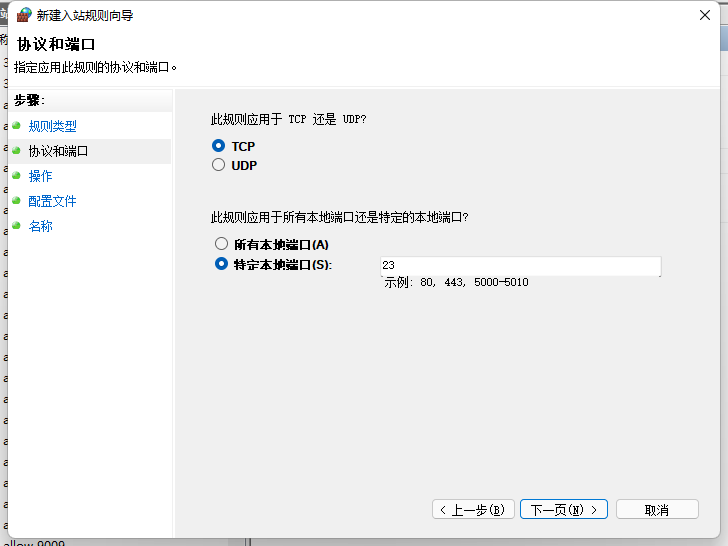 新建入站规则向导
协议和端口
指定应用此规则的协议和端口。
步骤:
规则类型
协议和端口
操作
配置文件
名称
此规则应用于 TCP 还是 UDP?
TCP
UDP
此规则应用于所有本地端口还是特定的本地端口?
所有本地端口(A)
特定本地端口(S):
23
示例: 80, 443, 5000-5010
< 上一步(B)
下一页(N) >
取消
allow 9009